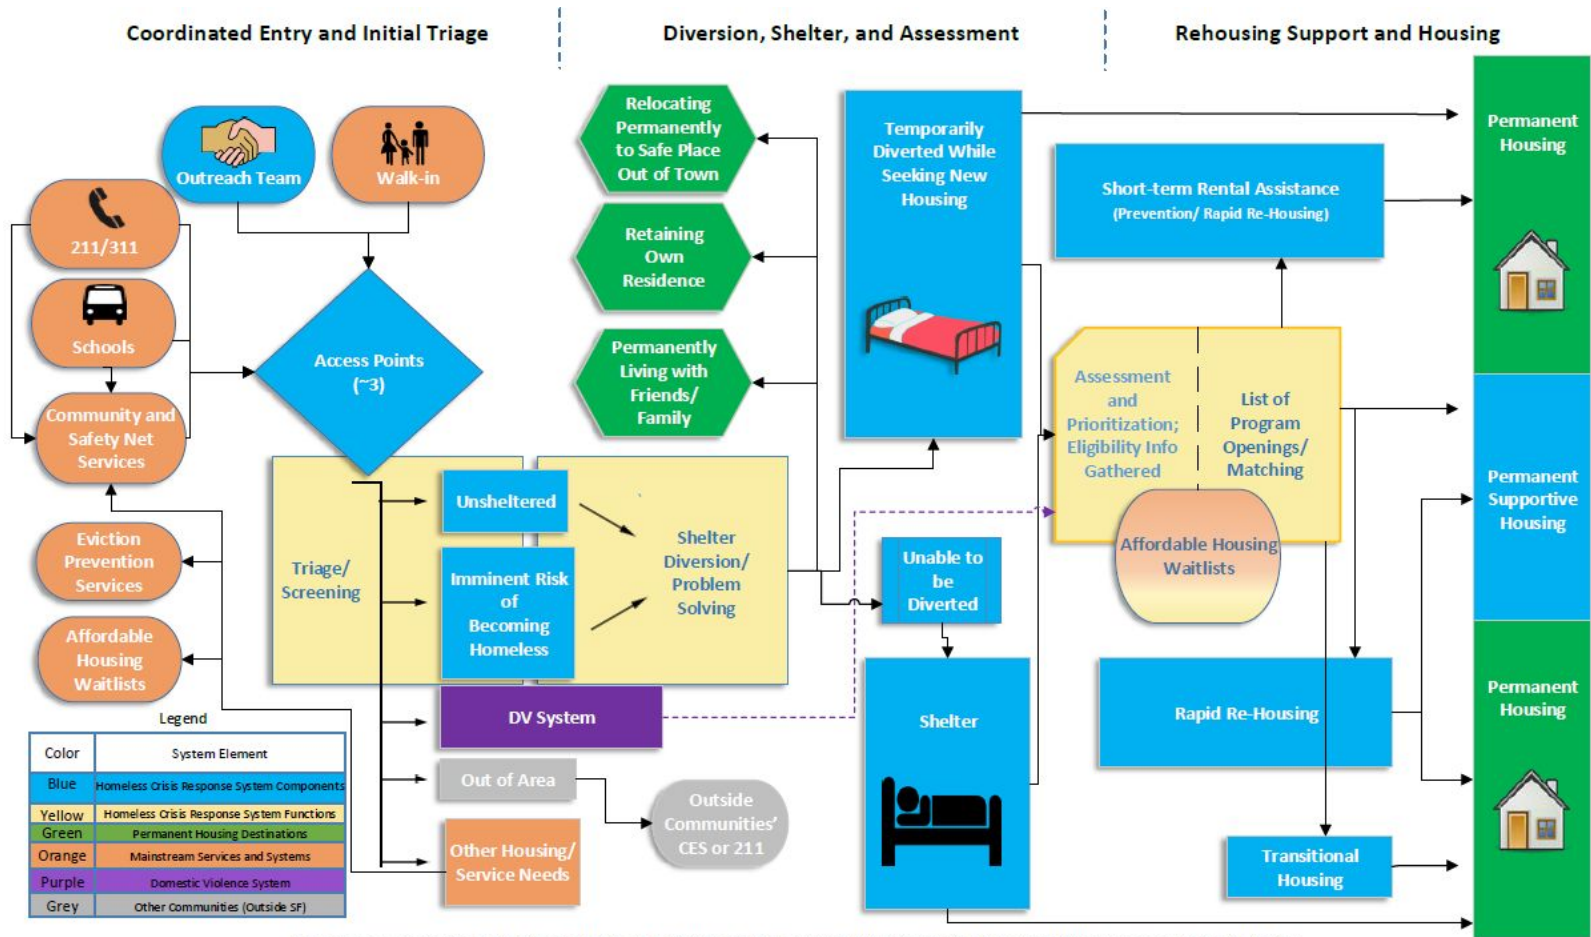 Coordinated Entry and Initial Triage
Diversion, Shelter, and Assessment
Rehousing Support and Housing
Outreach Team
Walk-in
211/311
Schools
Community and
Safety Net
Services
Eviction
Prevention
Services
Affordable
Housing
Waitlists
Access Points
(~3)
Triage/
Screening
Unsheltered
Imminent Risk
of
Becoming
Homeless
DV System
Out of Area
Other Housing/
Service Needs
Shelter
Diversion/
Problem
Solving
Outside
Communities'
CES or 211
Relocating
Permanently
to Safe Place
Out of Town
Retaining
Own
Residence
Permanently
Living with
Friends/
Family
Temporarily
Diverted While
Seeking New
Housing
Unable to
be
Diverted
Shelter
Short-term Rental Assistance
(Prevention/ Rapid Re-Housing)
Assessment
and
Prioritization;
Eligibility Info
Gathered
List of
Program
Openings/
Matching
Affordable Housing
Waitlists
Rapid Re-Housing
Transitional
Housing
Permanent
Housing
Permanent
Supportive
Housing
Permanent
Housing
Legend
Color System Element
Blue Homeless Crisis Response System Components
Yellow Homeless Crisis Response System Functions
Green Permanent Housing Destinations
Orange Mainstream Services and Systems
Purple Domestic Violence System
Grey Other Communities (Outside SF)